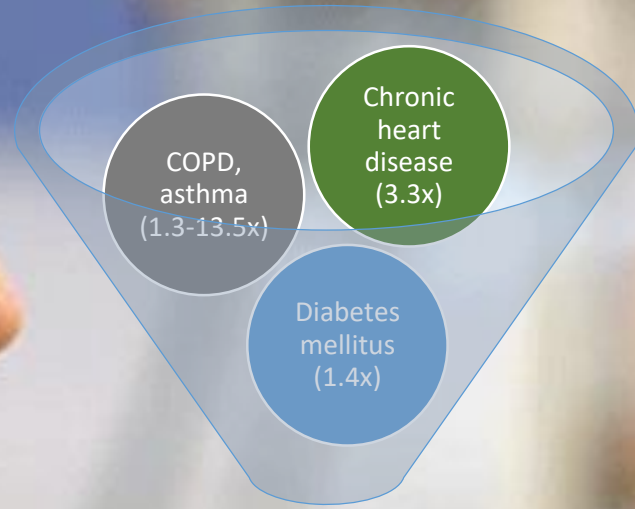 COPD,
asthma
(1.3-13.5x)
Chronic
heart
disease
(3.3x)
Diabetes
mellitus
(1.4x)